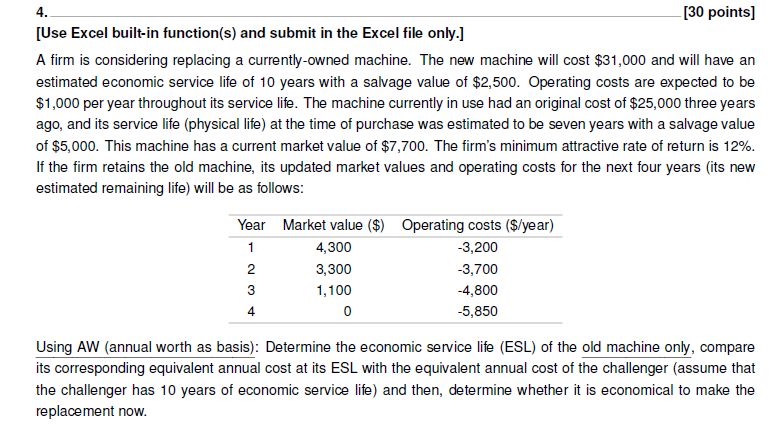 4. [30 points]
[Use Excel built-in function(s) and submit in the Excel file only.]
A firm is considering replacing a currently-owned machine. The new machine will cost $31,000 and will have an
estimated economic service life of 10 years with a salvage value of $2,500. Operating costs are expected to be
$1,000 per year throughout its service life. The machine currently in use had an original cost of $25,000 three years
ago, and its service life (physical life) at the time of purchase was estimated to be seven years with a salvage value
of $5,000. This machine has a current market value of $7,700. The firm's minimum attractive rate of return is 12%.
If the firm retains the old machine, its updated market values and operating costs for the next four years (its new
estimated remaining life) will be as follows:
Year Market value ($) Operating costs ($/year)
1 4,300 -3,200
2 3,300 -3,700
3 1,100 -4,800
4 0 -5,850
Using AW (annual worth as basis): Determine the economic service life (ESL) of the old machine only, compare
its corresponding equivalent annual cost at its ESL with the equivalent annual cost of the challenger (assume that
the challenger has 10 years of economic service life) and then, determine whether it is economical to make the
replacement now.